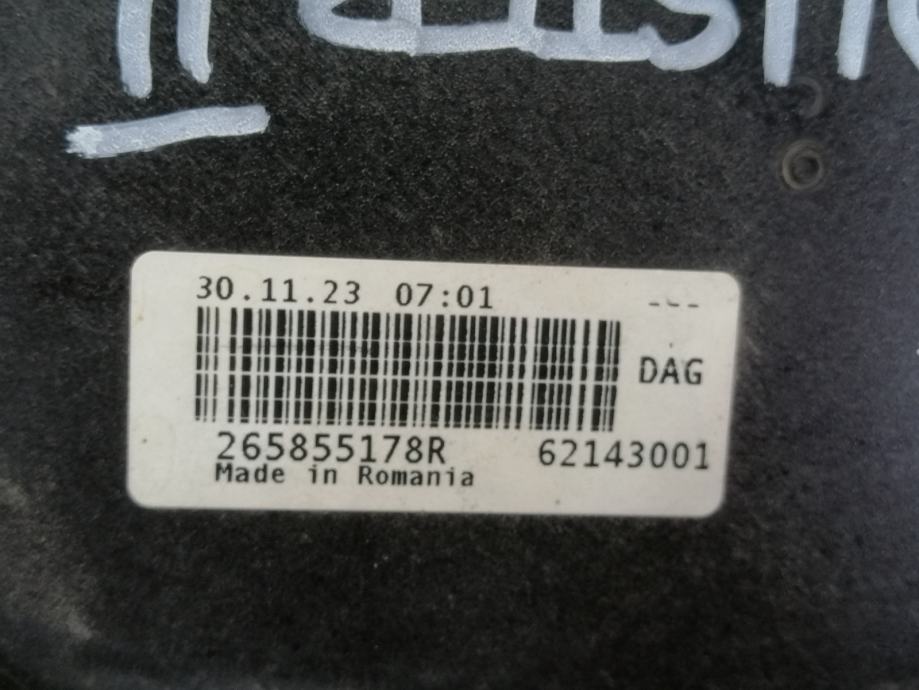 30.11.23 07:01
DAG
265855178R 62143001
Made in Romania